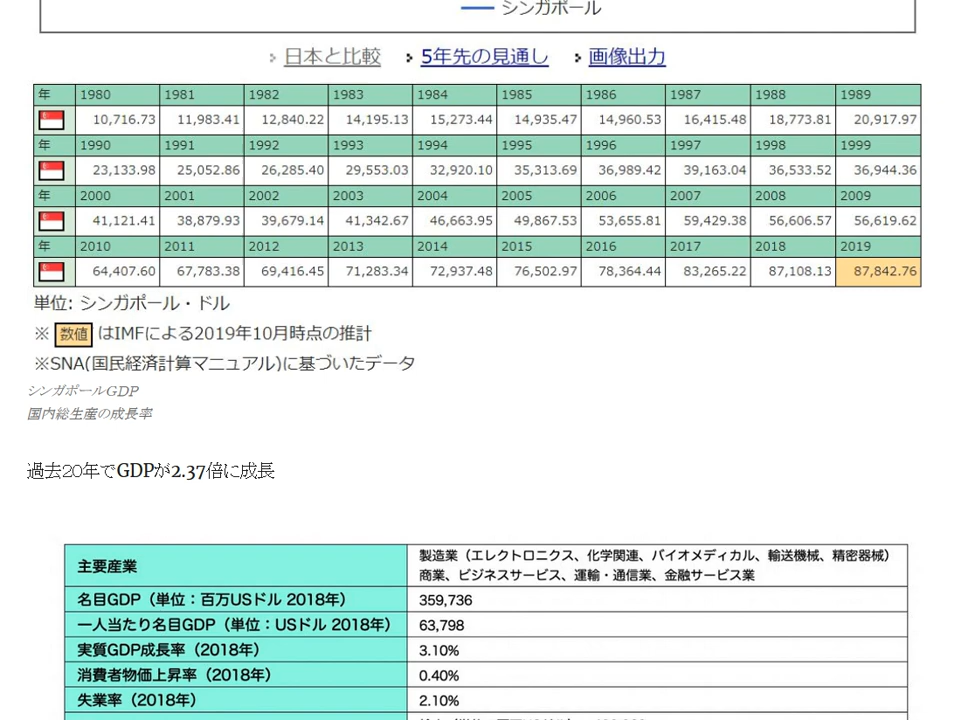 シンガポール
日本と比較 5年先の見通し 画像出力
年 1980 1981 1982 1983 1984 1985 1986 1987 1988 1989
10,716.73 11,983.41 12,840.22 14,195.13 15,273.44 14,935.47 14,960.53 16,415.48 18,773.81 20,917.97
年 1990 1991 1992 1993 1994 1995 1996 1997 1998 1999
23,133.98 25,052.86 26,285.40 29,553.03 32,920.10 35,313.69 36,989.42 39,163.04 36,533.52 36,944.36
年 2000 2001 2002 2003 2004 2005 2006 2007 2008 2009
41,121.41 38,879.93 39,679.14 41,342.67 46,663.95 49,867.53 53,655.81 59,429.38 56,606.57 56,619.62
年 2010 2011 2012 2013 2014 2015 2016 2017 2018 2019
64,407.60 67,783.38 69,416.45 71,283.34 72,937.48 76,502.97 78,364.44 83,265.22 87,108.13 87,842.76
単位: シンガポール・ドル
※ 数値 はIMFによる2019年10月時点の推計
※SNA(国民経済計算マニュアル)に基づいたデータ
シンガポールGDP
国内総生産の成長率
過去20年でGDPが2.37倍に成長
主要産業 製造業（エレクトロニクス、化学関連、バイオメディカル、輸送機械、精密器械）
商業、ビジネスサービス、運輸・通信業、金融サービス業
名目GDP（単位：百万USドル 2018年） 359,736
一人当たり名目GDP（単位：USドル 2018年） 63,798
実質GDP成長率（2018年） 3.10%
消費者物価上昇率（2018年） 0.40%
失業率（2018年） 2.10%